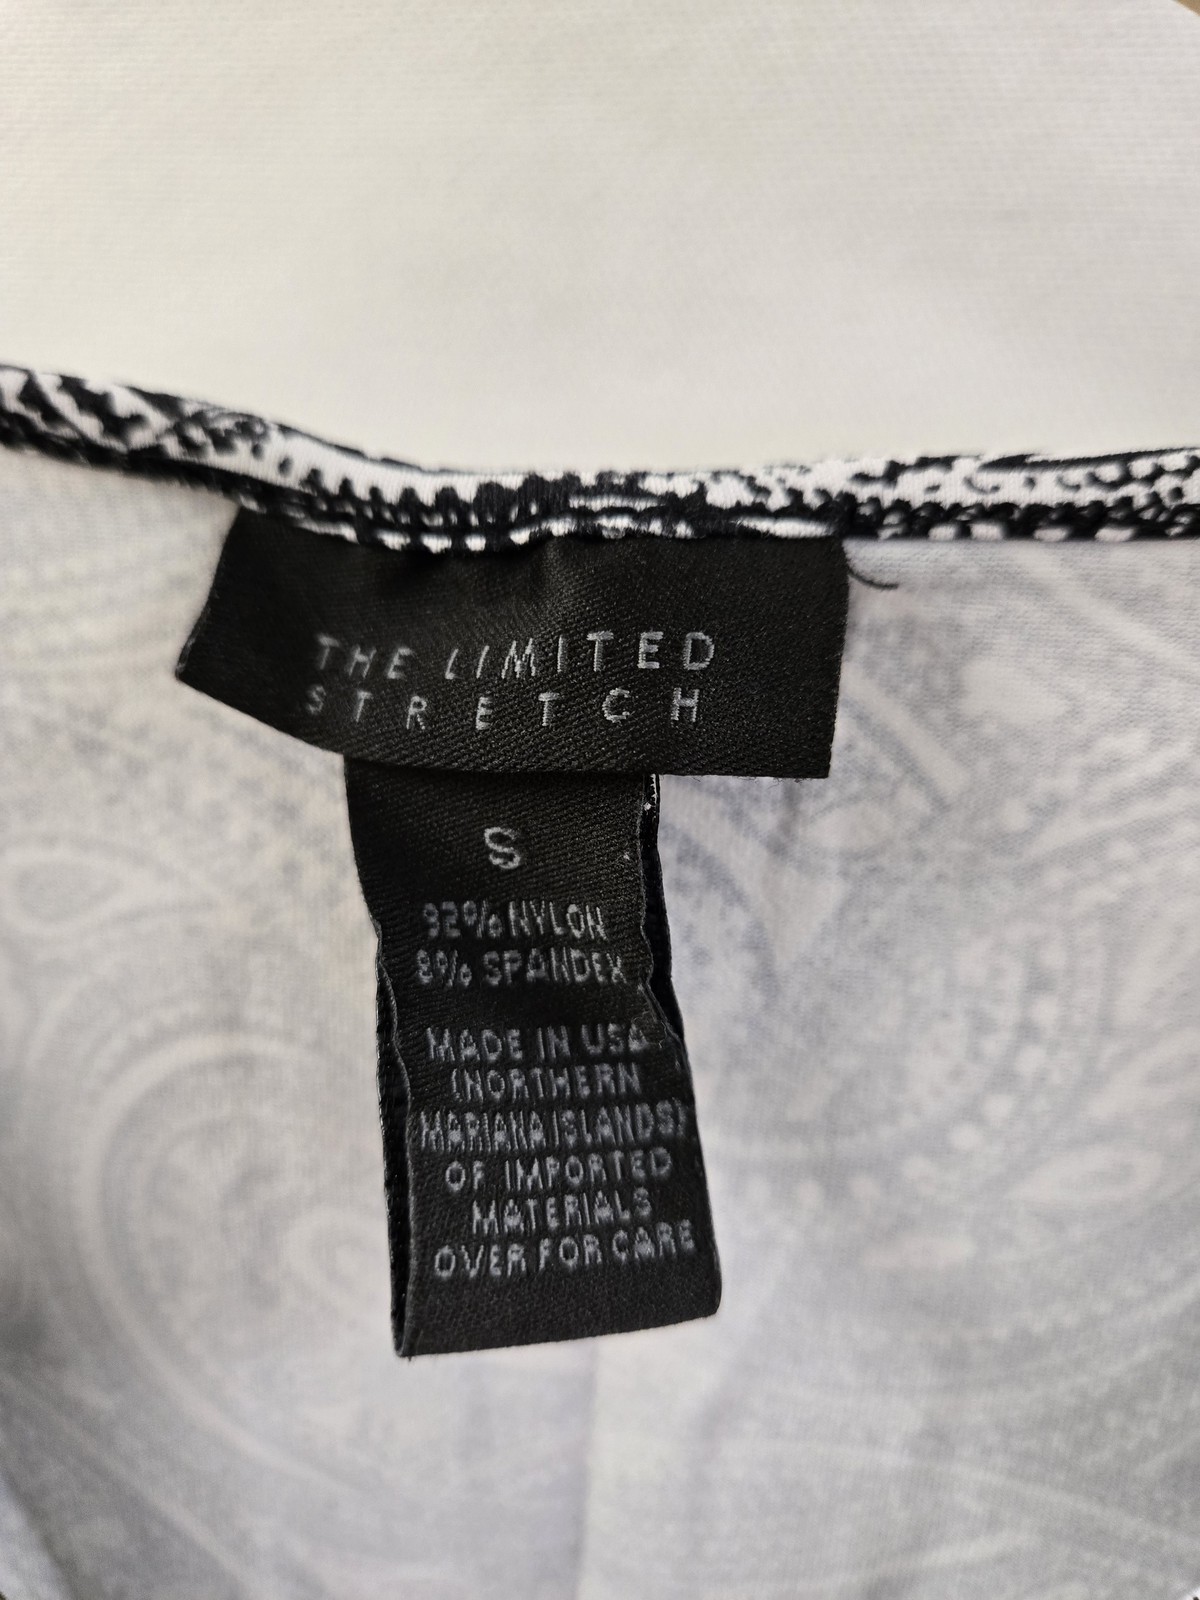 THE LIMITED
STRETCH
S
92% NYLON
8% SPANDEX
MADE IN USA
(NORTHERN
MARIANA ISLANDS)
OF IMPORTED
MATERIALS
OVER FOR CARE